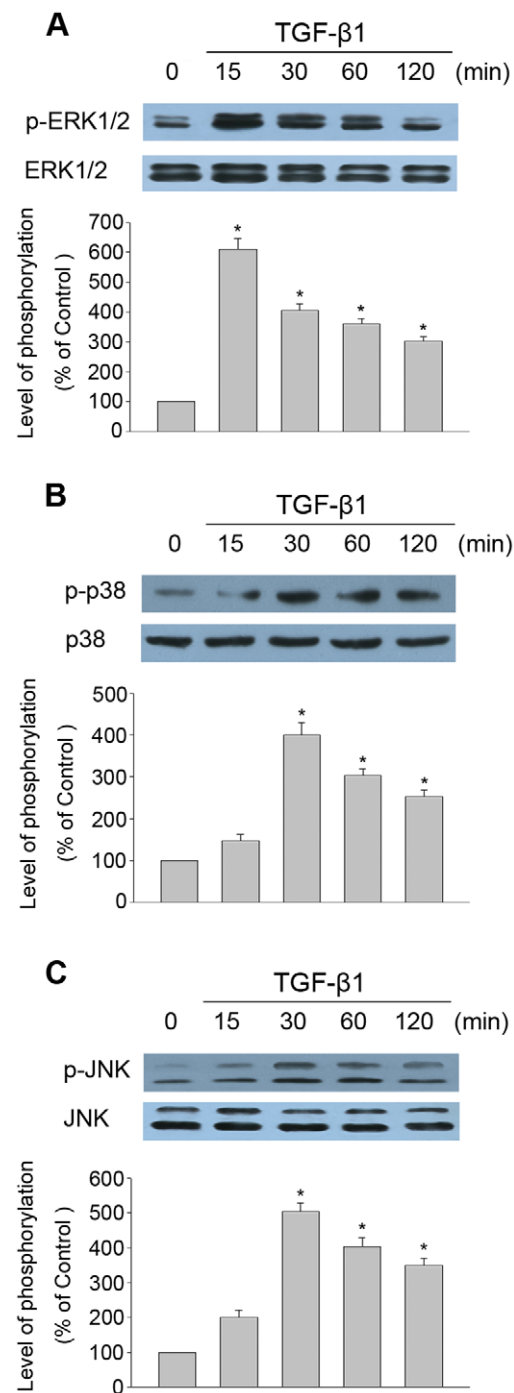 A
TGF-β1
0 15 30 60 120 (min)
p-ERK1/2
ERK1/2
Level of phosphorylation
(% of Control )
700
600
500
400
300
200
100
0
*
*
*
*
B
TGF-β1
0 15 30 60 120 (min)
p-p38
p38
Level of phosphorylation
(% of Control )
500
400
300
200
100
0
*
*
*
C
TGF-β1
0 15 30 60 120 (min)
p-JNK
JNK
Level of phosphorylation
(% of Control )
600
500
400
300
200
100
0
*
*
*